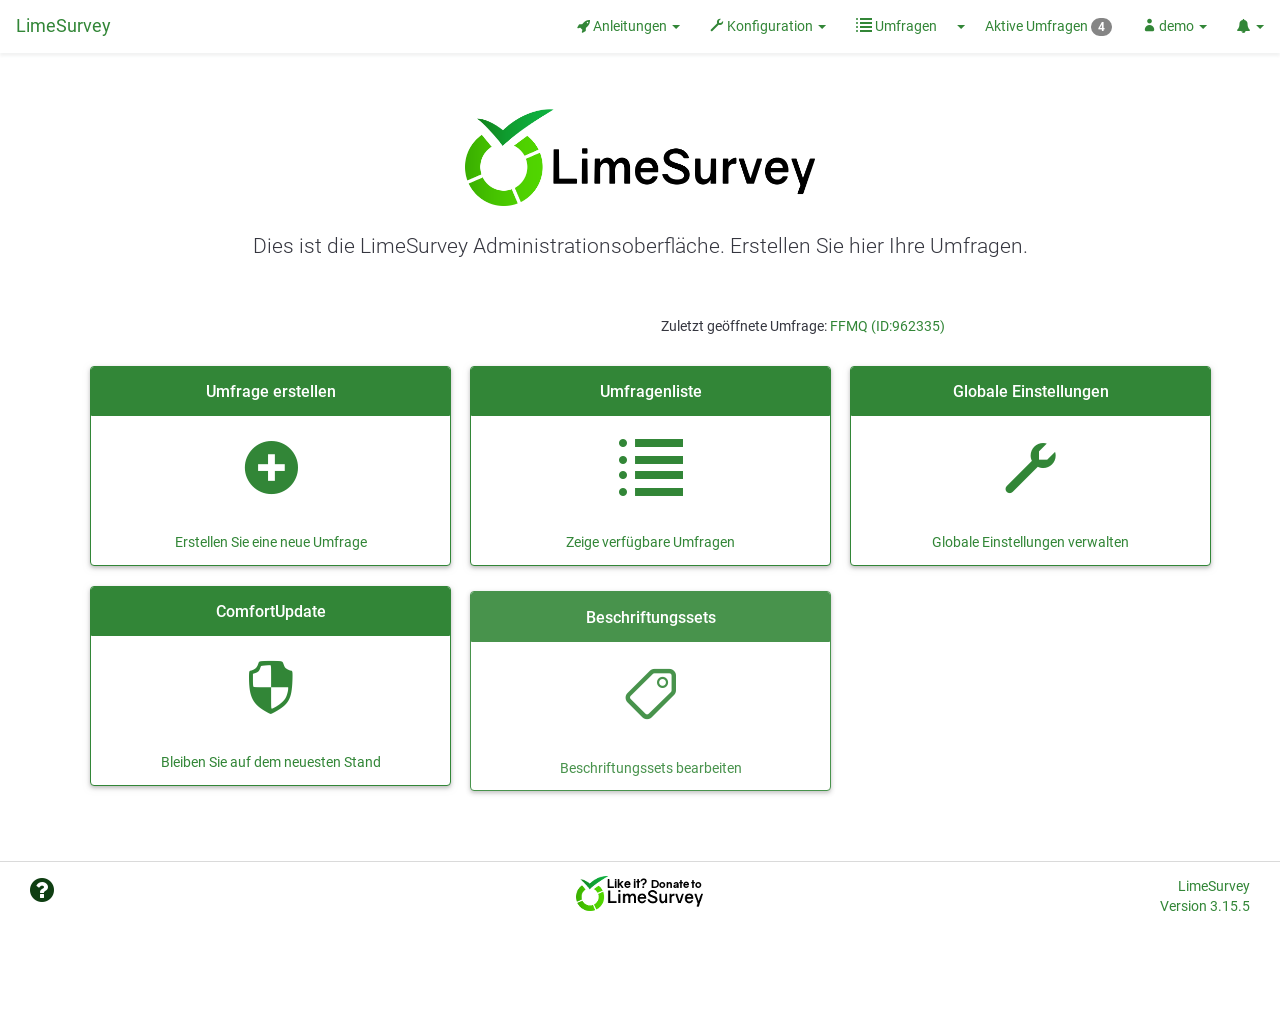 LimeSurvey
Anleitungen
Konfiguration
Umfragen
Aktive Umfragen 4
demo
LimeSurvey
Dies ist die LimeSurvey Administrationsoberfläche. Erstellen Sie hier Ihre Umfragen.
Zuletzt geöffnete Umfrage: FFMQ (ID:962335)
Umfrage erstellen
Erstellen Sie eine neue Umfrage
Umfragenliste
Zeige verfügbare Umfragen
Globale Einstellungen
Globale Einstellungen verwalten
ComfortUpdate
Bleiben Sie auf dem neuesten Stand
Beschriftungssets
Beschriftungssets bearbeiten
Like it? Donate to
LimeSurvey
LimeSurvey
Version 3.15.5